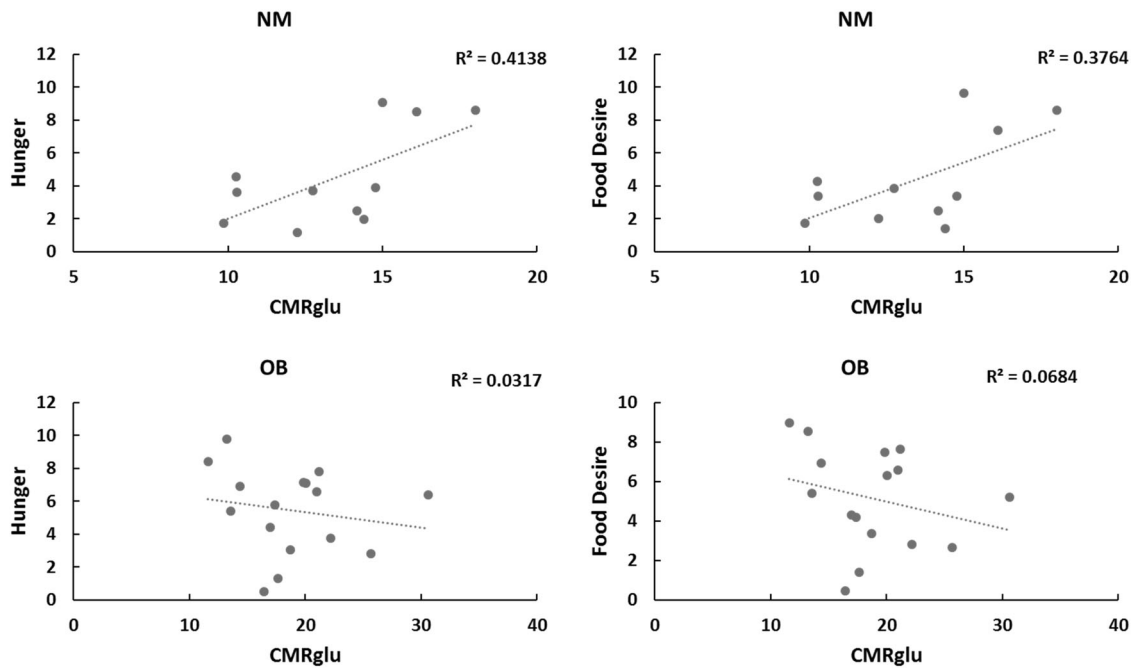 NM
R² = 0.4138
Hunger
12
10
8
6
4
2
0
5
10
15
20
CMRglu
NM
R² = 0.3764
Food Desire
12
10
8
6
4
2
0
5
10
15
20
CMRglu
OB
R² = 0.0317
Hunger
12
10
8
6
4
2
0
0
10
20
30
40
CMRglu
OB
R² = 0.0684
Food Desire
10
8
6
4
2
0
0
10
20
30
40
CMRglu